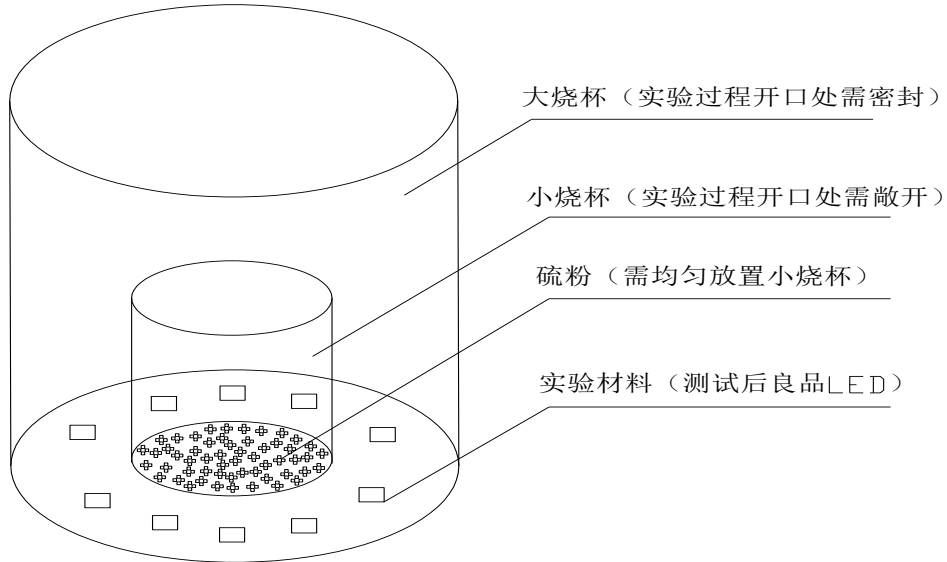 大烧杯（实验过程开口处需密封）
小烧杯（实验过程开口处需敞开）
硫粉（需均匀放置小烧杯）
实验材料（测试后良品LED）